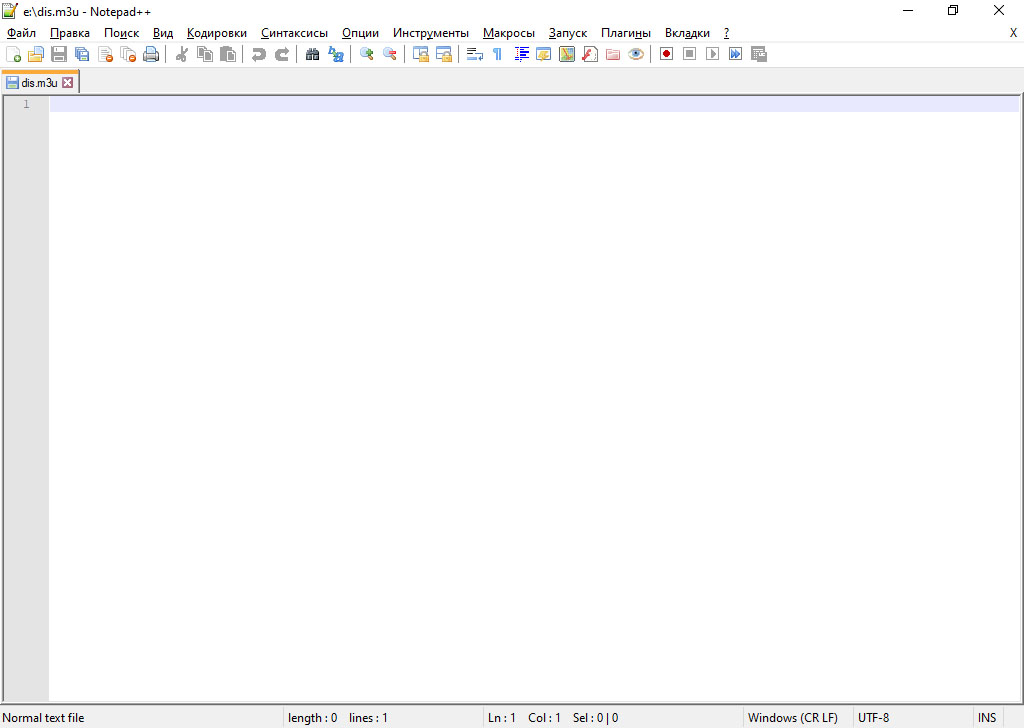 e:\dis.m3u - Notepad++
Файл Правка Поиск Вид Кодировки Синтаксисы Опции Инструменты Макросы Запуск Плагины Вкладки ? X
dis.m3u
1
Normal text file length : 0 lines : 1 Ln : 1 Col : 1 Sel : 0 | 0 Windows (CR LF) UTF-8 INS